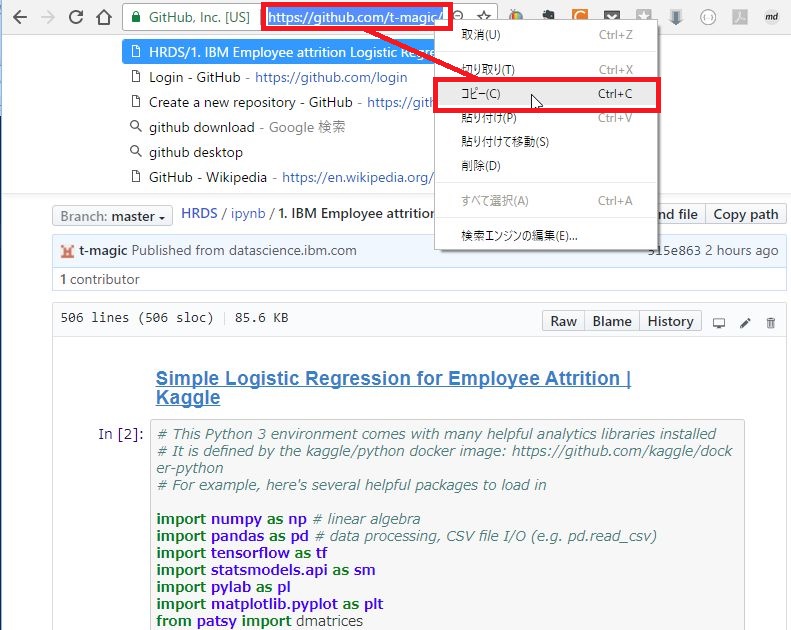 GitHub, Inc. [US] https://github.com/t-magic/
HRDS/1. IBM Employee attrition Logistic Regre
Login - GitHub - https://github.com/login
Create a new repository - GitHub - https://gith
github download - Google 検索
github desktop
GitHub - Wikipedia - https://en.wikipedia.org/
取消(U) Ctrl+Z
切り取り(T) Ctrl+X
コピー(C) Ctrl+C
貼り付け(P) Ctrl+V
貼り付けて移動(S)
削除(D)
すべて選択(A) Ctrl+A
検索エンジンの編集(E)...
md
Branch: master HRDS / ipynb / 1. IBM Employee attrition nd file Copy path
t-magic Published from datascience.ibm.com 915e863 2 hours ago
1 contributor
506 lines (506 sloc) 85.6 KB Raw Blame History
Simple Logistic Regression for Employee Attrition |
Kaggle
In [2]: # This Python 3 environment comes with many helpful analytics libraries installed
# It is defined by the kaggle/python docker image: https://github.com/kaggle/dock
er-python
# For example, here's several helpful packages to load in
import numpy as np # linear algebra
import pandas as pd # data processing, CSV file I/O (e.g. pd.read_csv)
import tensorflow as tf
import statsmodels.api as sm
import pylab as pl
import matplotlib.pyplot as plt
from patsy import dmatrices